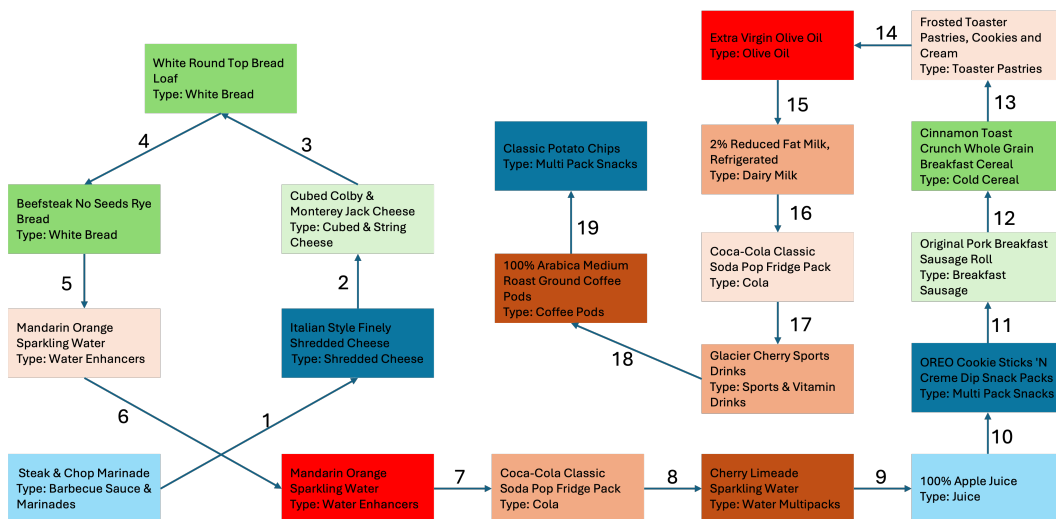 Extra Virgin Olive Oil
Type: Olive Oil
14
Frosted Toaster
Pastries, Cookies and
Cream
Type: Toaster Pastries
White Round Top Bread
Loaf
Type: White Bread
15
13
4
3
Classic Potato Chips
Type: Multi Pack Snacks
2% Reduced Fat Milk,
Refrigerated
Type: Dairy Milk
Cinnamon Toast
Crunch Whole Grain
Breakfast Cereal
Type: Cold Cereal
Beefsteak No Seeds Rye
Bread
Type: White Bread
Cubed Colby &
Monterey Jack Cheese
Type: Cubed & String
Cheese
19
16
12
5
2
100% Arabica Medium
Roast Ground Coffee
Pods
Type: Coffee Pods
Coca-Cola Classic
Soda Pop Fridge Pack
Type: Cola
Original Pork Breakfast
Sausage Roll
Type: Breakfast
Sausage
Mandarin Orange
Sparkling Water
Type: Water Enhancers
Italian Style Finely
Shredded Cheese
Type: Shredded Cheese
18
17
11
Glacier Cherry Sports
Drinks
Type: Sports & Vitamin
Drinks
OREO Cookie Sticks 'N
Creme Dip Snack Packs
Type: Multi Pack Snacks
6
1
10
Steak & Chop Marinade
Type: Barbecue Sauce &
Marinades
Mandarin Orange
Sparkling Water
Type: Water Enhancers
7
Coca-Cola Classic
Soda Pop Fridge Pack
Type: Cola
8
Cherry Limeade
Sparkling Water
Type: Water Multipacks
9
100% Apple Juice
Type: Juice